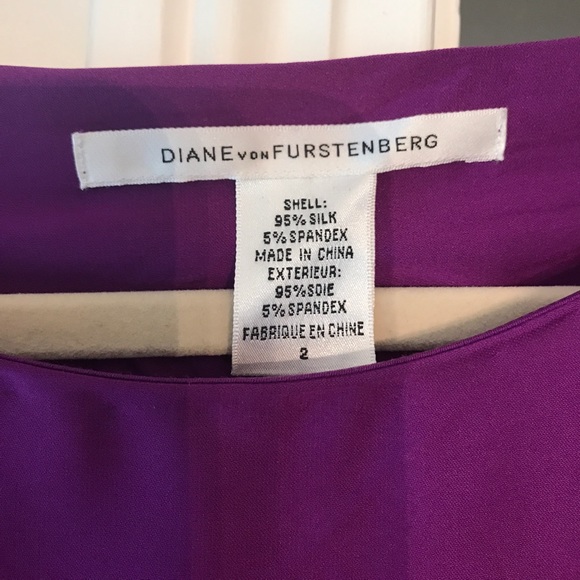 DIANE VON FURSTENBERG
SHELL:
95% SILK
5% SPANDEX
MADE IN CHINA
EXTERIEUR:
95% SOIE
5% SPANDEX
FABRIQUE EN CHINE
2